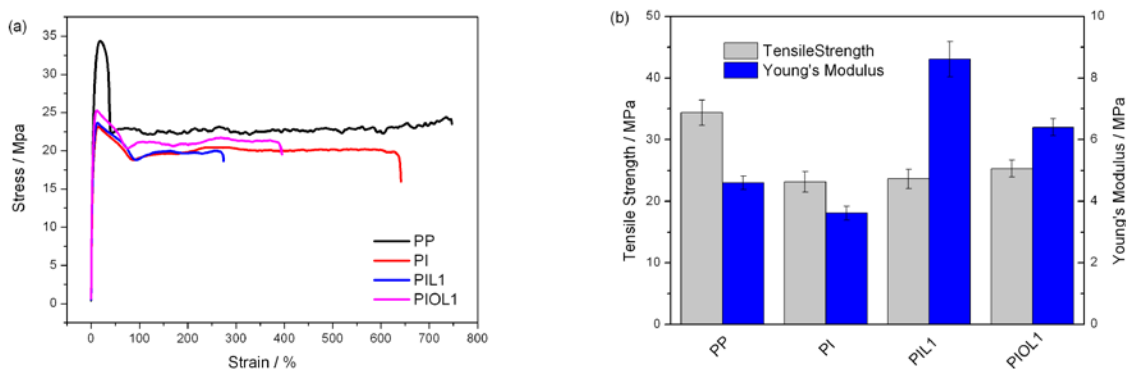 (a)
Stress / Mpa
35
30
25
20
15
10
5
0
0 100 200 300 400 500 600 700 800
Strain / %
PP
PI
PIL1
PIOL1
(b)
Tensile Strength / MPa
50
40
30
20
10
0
TensileStrength
Young's Modulus
10
8
6
4
2
0
Young's Modulus / MPa
PP PI PIL1 PIOL1